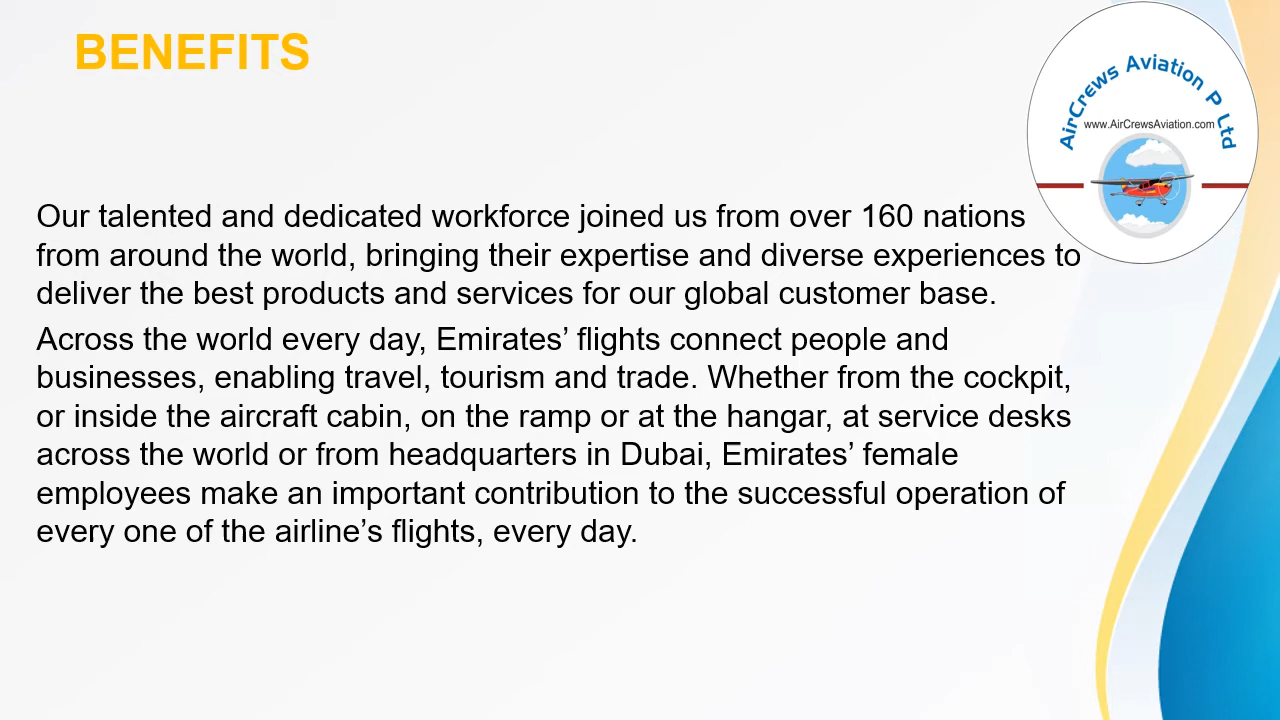 BENEFITS
AirCrews Aviation P Ltd
www.AirCrewsAviation.com
Our talented and dedicated workforce joined us from over 160 nations
from around the world, bringing their expertise and diverse experiences to
deliver the best products and services for our global customer base.
Across the world every day, Emirates’ flights connect people and
businesses, enabling travel, tourism and trade. Whether from the cockpit,
or inside the aircraft cabin, on the ramp or at the hangar, at service desks
across the world or from headquarters in Dubai, Emirates’ female
employees make an important contribution to the successful operation of
every one of the airline’s flights, every day.